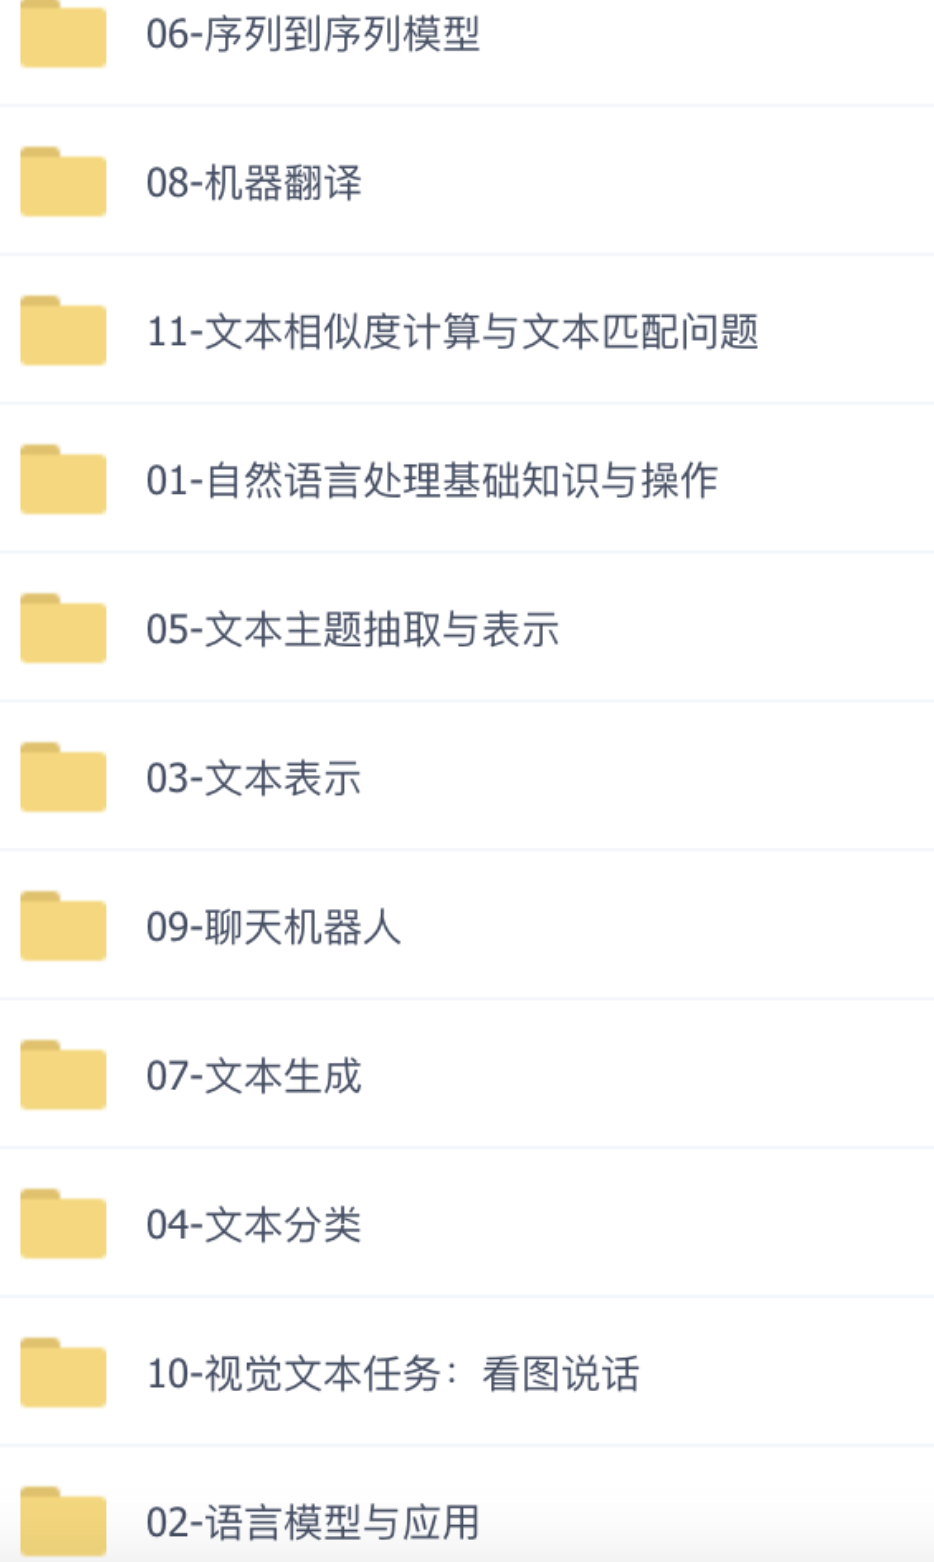 06-序列到序列模型
08-机器翻译
11-文本相似度计算与文本匹配问题
01-自然语言处理基础知识与操作
05-文本主题抽取与表示
03-文本表示
09-聊天机器人
07-文本生成
04-文本分类
10-视觉文本任务：看图说话
02-语言模型与应用